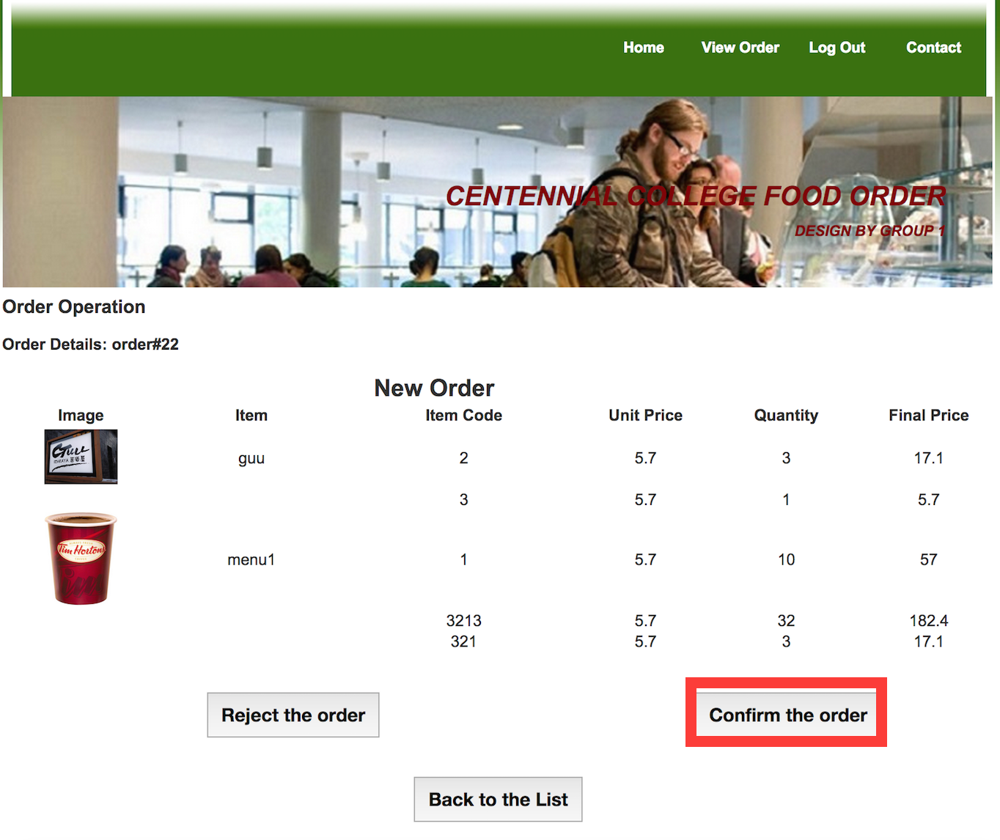 Home View Order Log Out Contact
CENTENNIAL COLLEGE FOOD ORDER
DESIGN BY GROUP 1
Order Operation
Order Details: order#22
New Order
Image Item Item Code Unit Price Quantity Final Price
Guu
IZAKAYA
guu 2 5.7 3 17.1
3 5.7 1 5.7
Tim Hortons
menu1 1 5.7 10 57
3213 5.7 32 182.4
321 5.7 3 17.1
Reject the order Confirm the order
Back to the List